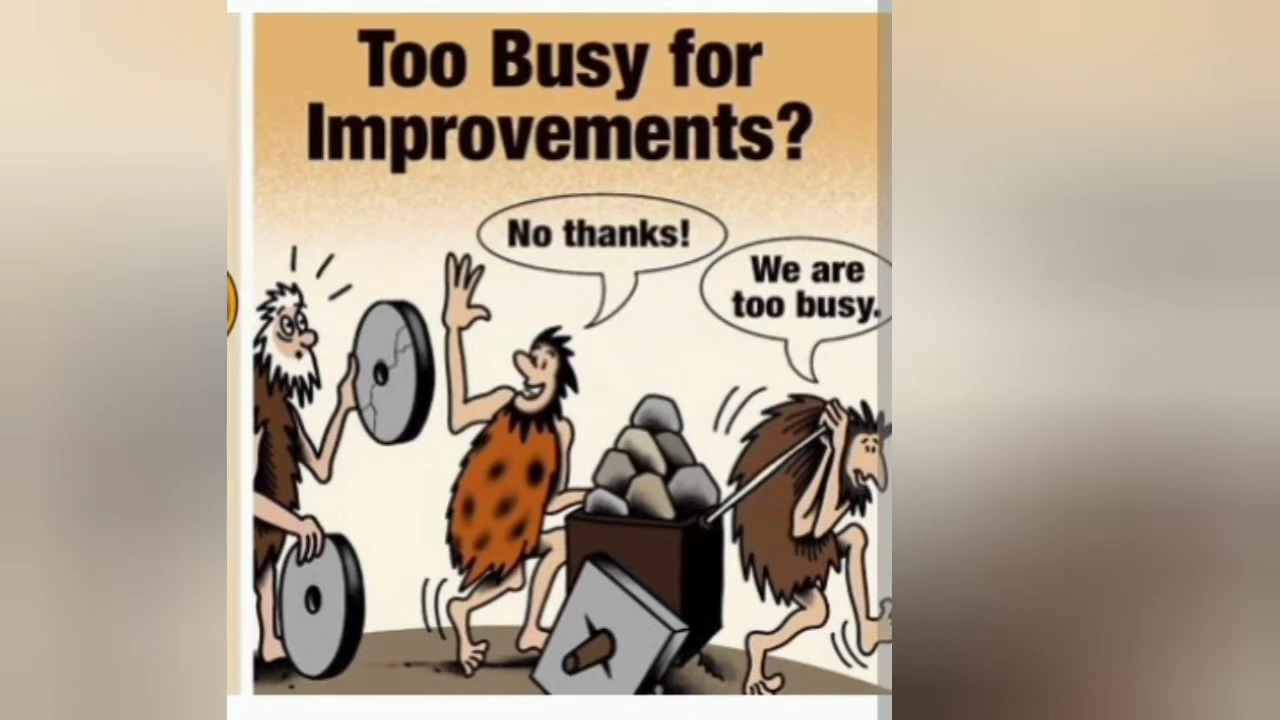 Too Busy for
Improvements?
No thanks!
We are
too busy.